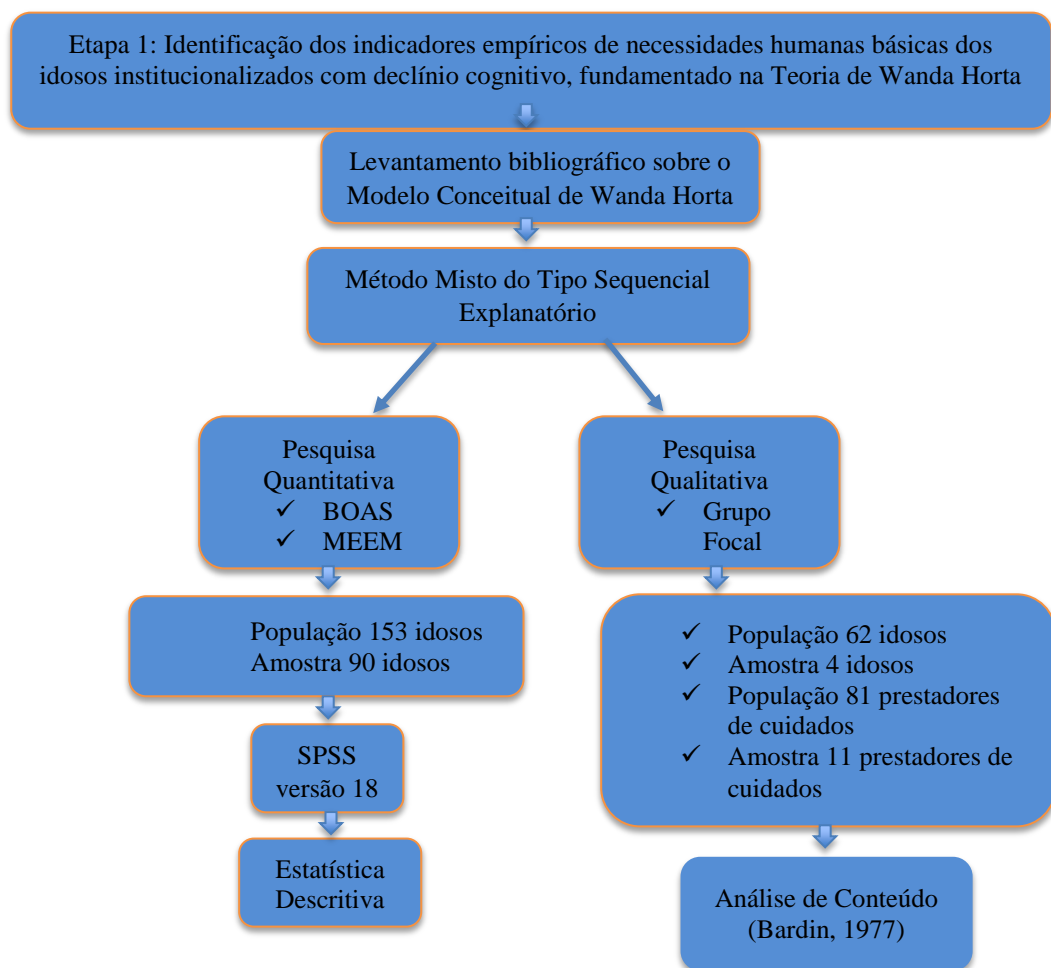 Etapa 1: Identificação dos indicadores empíricos de necessidades humanas básicas dos
idosos institucionalizados com declínio cognitivo, fundamentado na Teoria de Wanda Horta
Levantamento bibliográfico sobre o
Modelo Conceitual de Wanda Horta
Método Misto do Tipo Sequencial
Explanatório
Pesquisa
Quantitativa
✓ BOAS
✓ MEEM
População 153 idosos
Amostra 90 idosos
SPSS
versão 18
Estatística
Descritiva
Pesquisa
Qualitativa
✓ Grupo
Focal
✓ População 62 idosos
✓ Amostra 4 idosos
✓ População 81 prestadores
de cuidados
✓ Amostra 11 prestadores de
cuidados
Análise de Conteúdo
(Bardin, 1977)